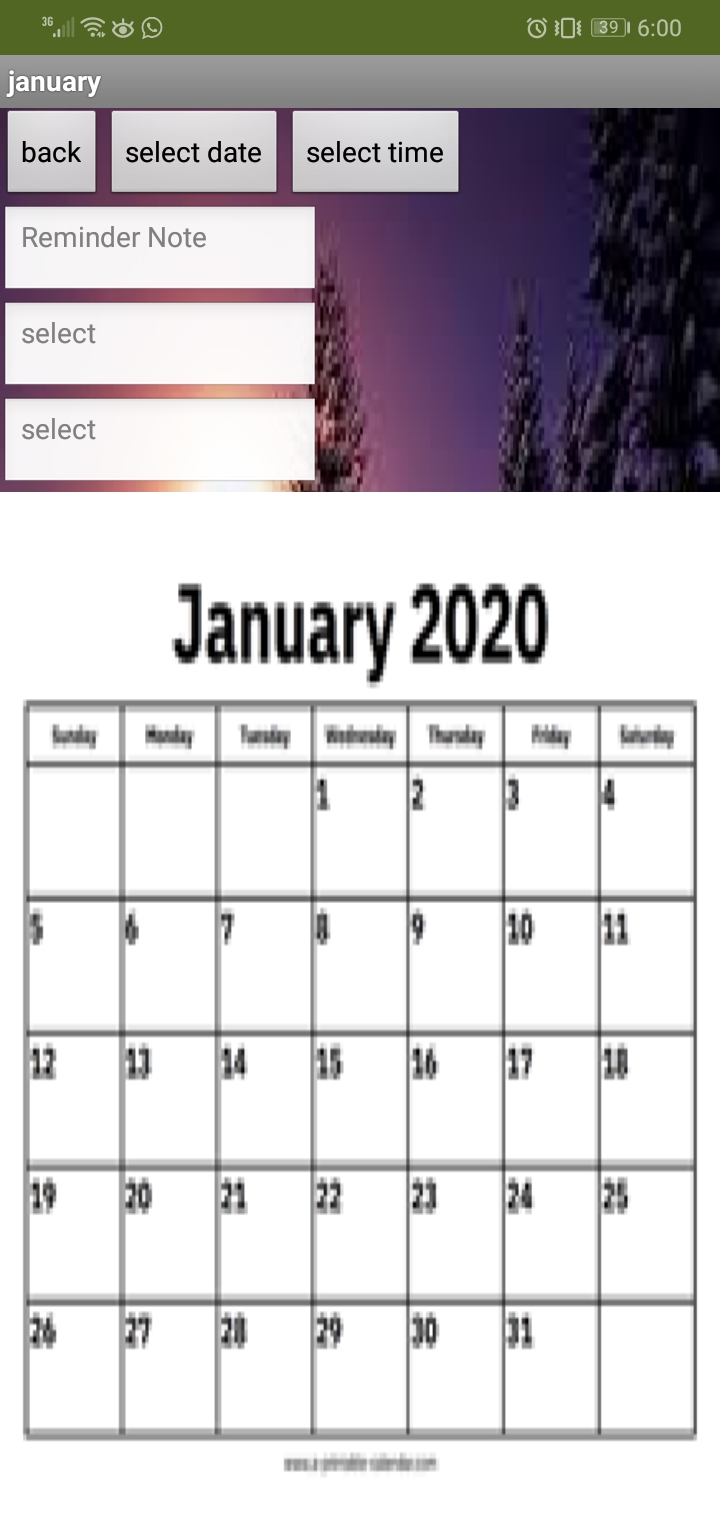 3G 39 6:00
january
back select date select time
Reminder Note
select
select
January 2020
Sunday Monday Tuesday Wednesday Thursday Friday Saturday
1 2 3 4
5 6 7 8 9 10 11
12 13 14 15 16 17 18
19 20 21 22 23 24 25
26 27 28 29 30 31